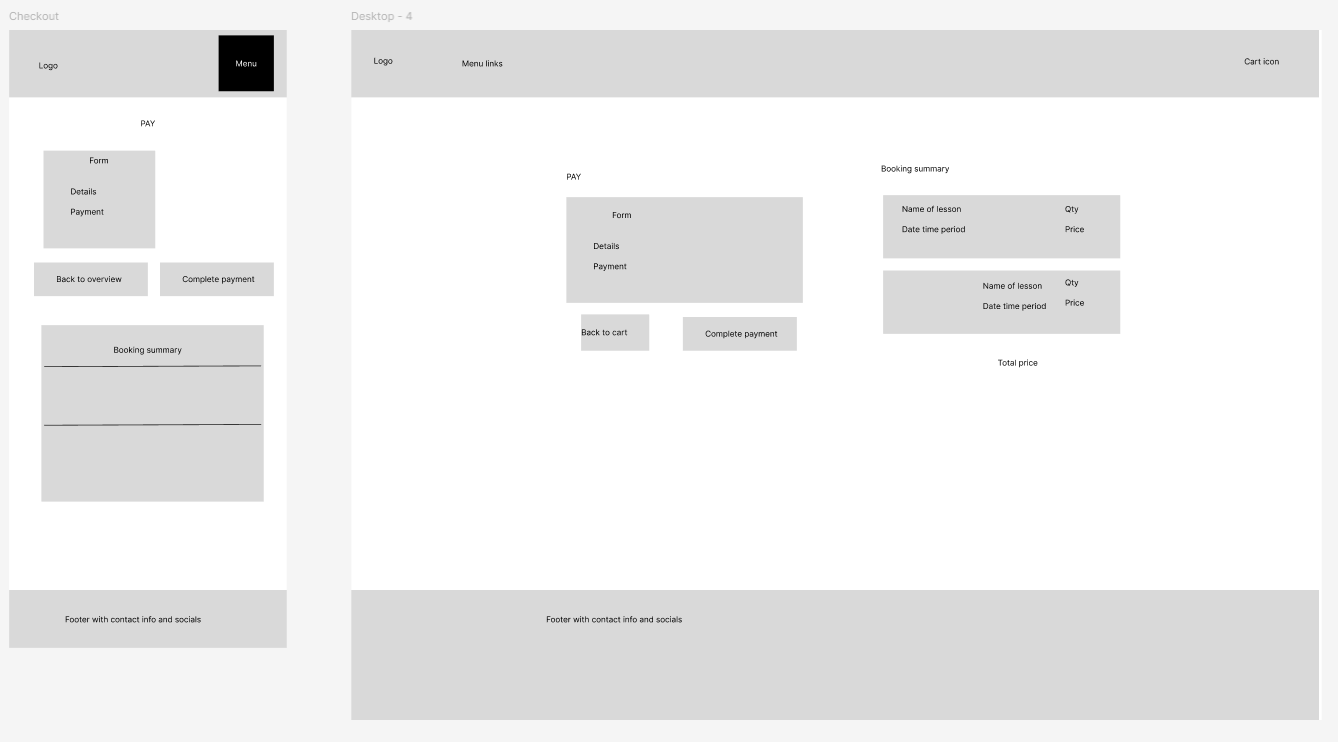 Checkout
Logo
Menu
PAY
Form
Details
Payment
Back to overview
Complete payment
Booking summary
Footer with contact info and socials
Desktop - 4
Logo
Menu links
Cart icon
PAY
Form
Details
Payment
Back to cart
Complete payment
Booking summary
Name of lesson
Qty
Date time period
Price
Name of lesson
Qty
Date time period
Price
Total price
Footer with contact info and socials